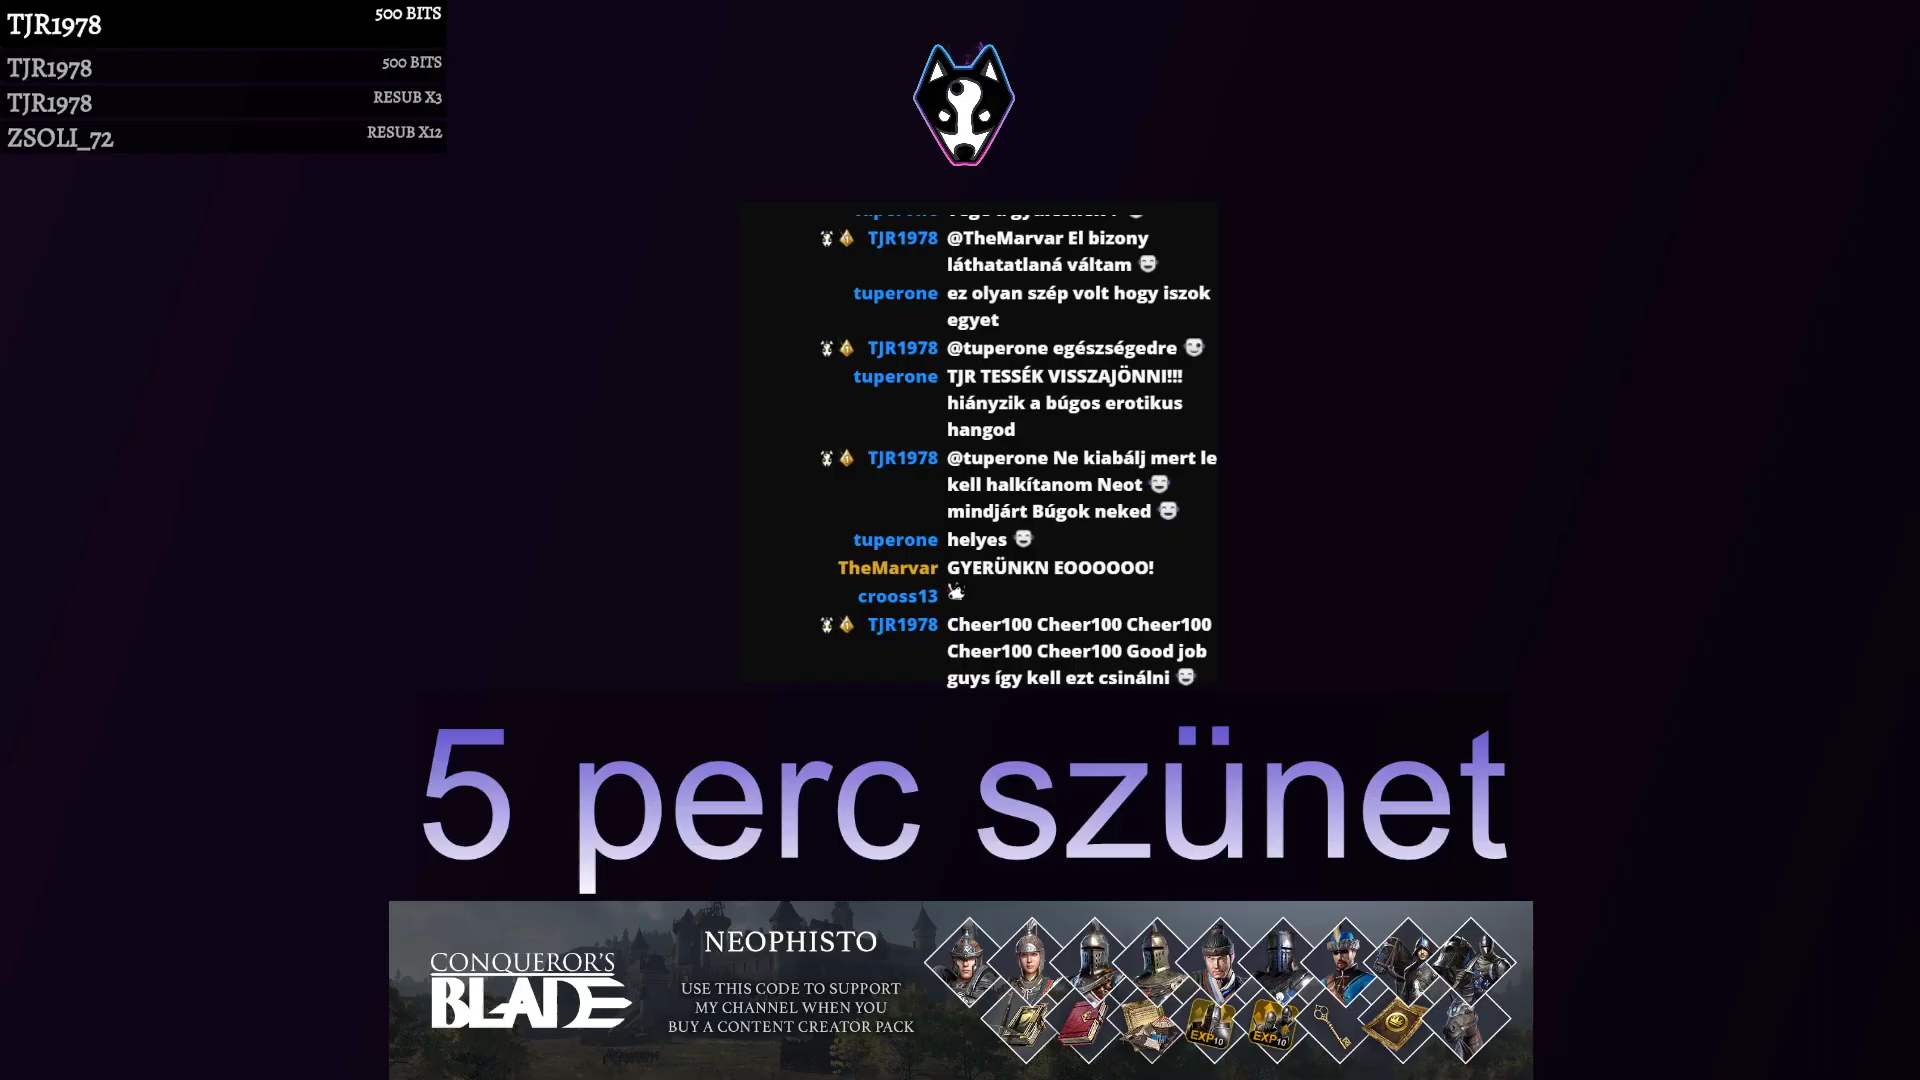 TJR1978 500 BITS
TJR1978 500 BITS
TJR1978 RESUB X3
ZSOLI_72 RESUB X12
TJR1978 @TheMarvar El bizony
láthatatlaná váltam
tuperone ez olyan szép volt hogy iszok
egyet
TJR1978 @tuperone egészségedre
tuperone TJR TESSÉK VISSZAJÖNNI!!!
hiányzik a búgos erotikus
hangod
TJR1978 @tuperone Ne kiabálj mert le
kell halkítanom Neot
mindjárt Búgok neked
tuperone helyes
TheMarvar GYERÜNKN EOOOOOO!
crooss13
TJR1978 Cheer100 Cheer100 Cheer100
Cheer100 Cheer100 Good job
guys így kell ezt csinálni
5 perc szünet
CONQUEROR'S
BLADE
NEOPHISTO
USE THIS CODE TO SUPPORT
MY CHANNEL WHEN YOU
BUY A CONTENT CREATOR PACK
EXP10 EXP10